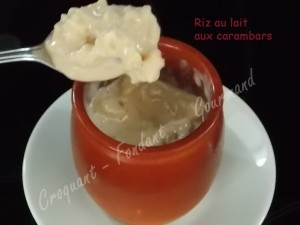 Riz au lait
aux carambars
Croquant - Fondant - Gourmand